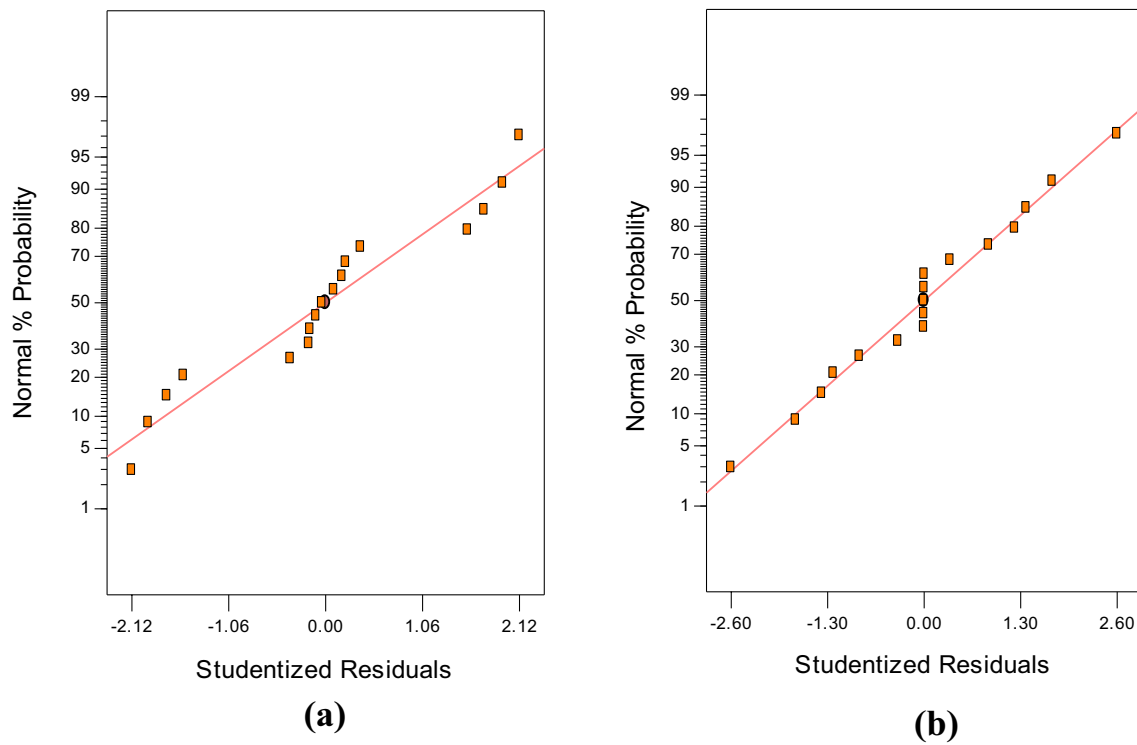 99
95
90
80
70
50
30
20
10
5
1
Normal % Probability
-2.12 -1.06 0.00 1.06 2.12
Studentized Residuals
(a)
99
95
90
80
70
50
30
20
10
5
1
Normal % Probability
-2.60 -1.30 0.00 1.30 2.60
Studentized Residuals
(b)